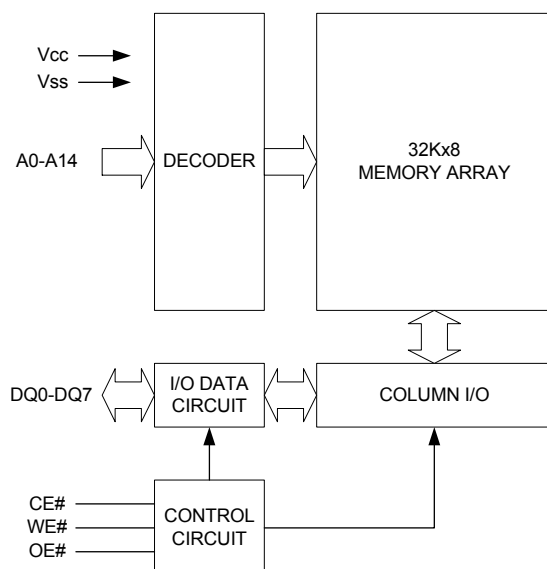 Vcc
Vss
A0-A14
DECODER
32Kx8
MEMORY ARRAY
DQ0-DQ7
I/O DATA
CIRCUIT
COLUMN I/O
CE#
WE#
OE#
CONTROL
CIRCUIT